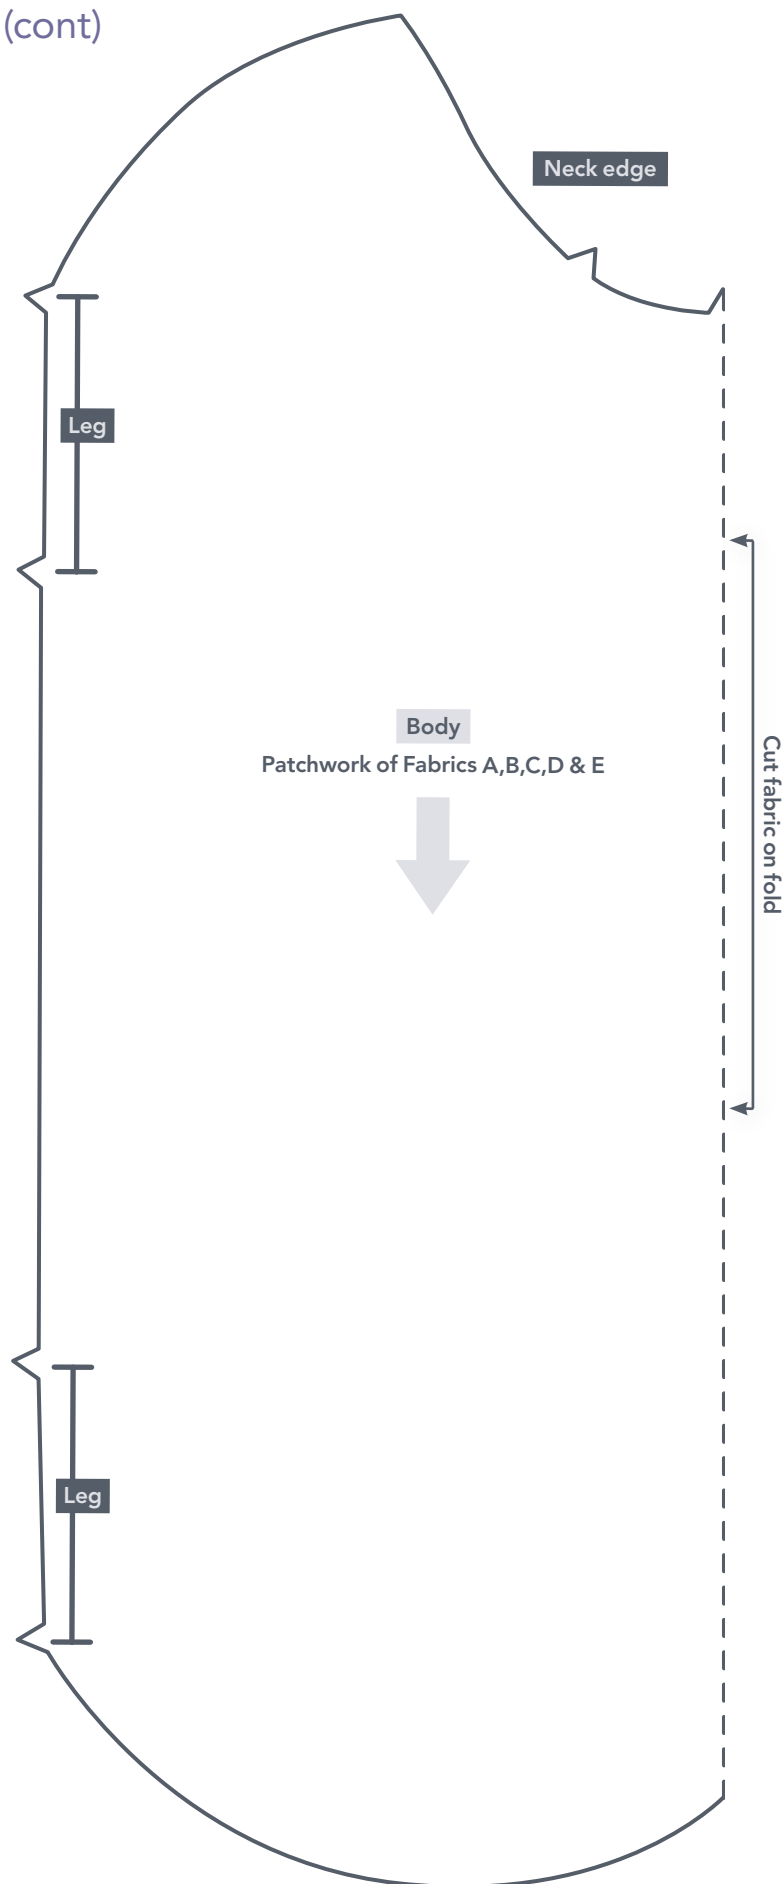 (cont)
Neck edge
Leg
Body
Patchwork of Fabrics A,B,C,D & E
Cut fabric on fold
Leg